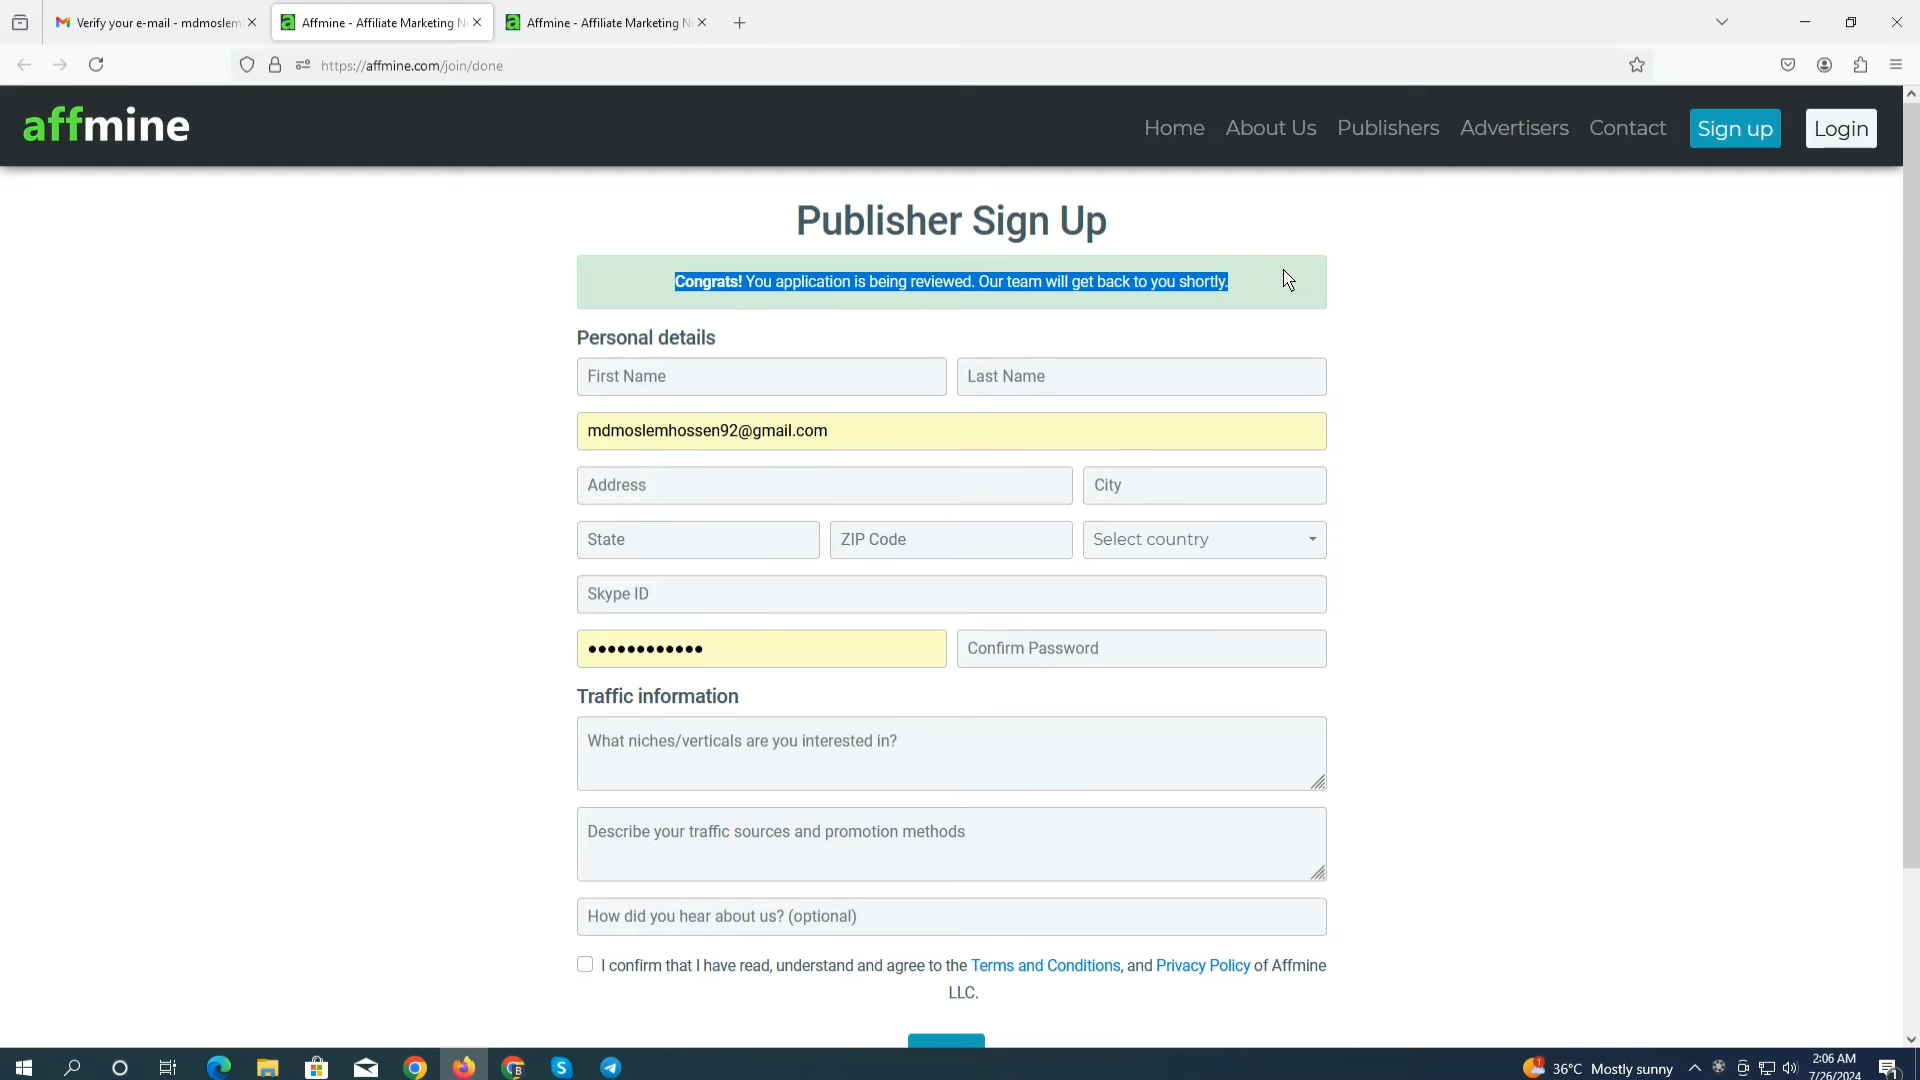 Verify your e-mail - mdmoslem
Affmine - Affiliate Marketing N
Affmine - Affiliate Marketing N
https://affmine.com/join/done
affmine
Home About Us Publishers Advertisers Contact Sign up Login
Publisher Sign Up
Congrats! You application is being reviewed. Our team will get back to you shortly.
Personal details
First Name Last Name
mdmoslemhossen92@gmail.com
Address City
State ZIP Code Select country
Skype ID
Confirm Password
Traffic information
What niches/verticals are you interested in?
Describe your traffic sources and promotion methods
How did you hear about us? (optional)
I confirm that I have read, understand and agree to the Terms and Conditions, and Privacy Policy of Affmine
LLC.
36°C Mostly sunny
2:06 AM
7/26/2024